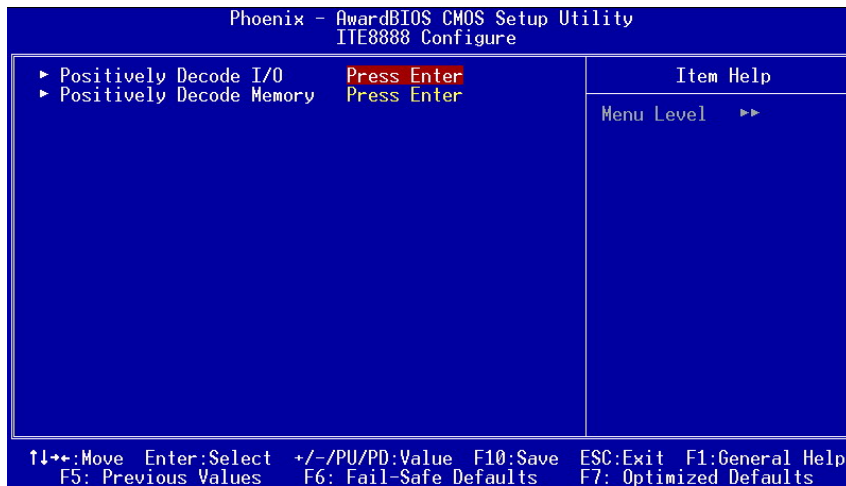 Phoenix - AwardBIOS CMOS Setup Utility
ITE8888 Configure
► Positively Decode I/O Press Enter
► Positively Decode Memory Press Enter
Item Help
Menu Level ►►
↑↓→←:Move Enter:Select +/-/PU/PD:Value F10:Save ESC:Exit F1:General Help
F5: Previous Values F6: Fail-Safe Defaults F7: Optimized Defaults